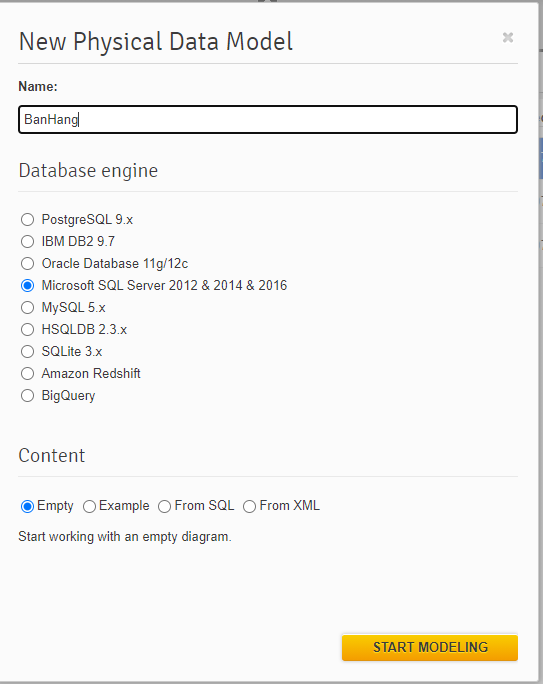 New Physical Data Model
Name:
BanHang
Database engine
PostgreSQL 9.x
IBM DB2 9.7
Oracle Database 11g/12c
Microsoft SQL Server 2012 & 2014 & 2016
MySQL 5.x
HSQLDB 2.3.x
SQLite 3.x
Amazon Redshift
BigQuery
Content
Empty Example From SQL From XML
Start working with an empty diagram.
START MODELING